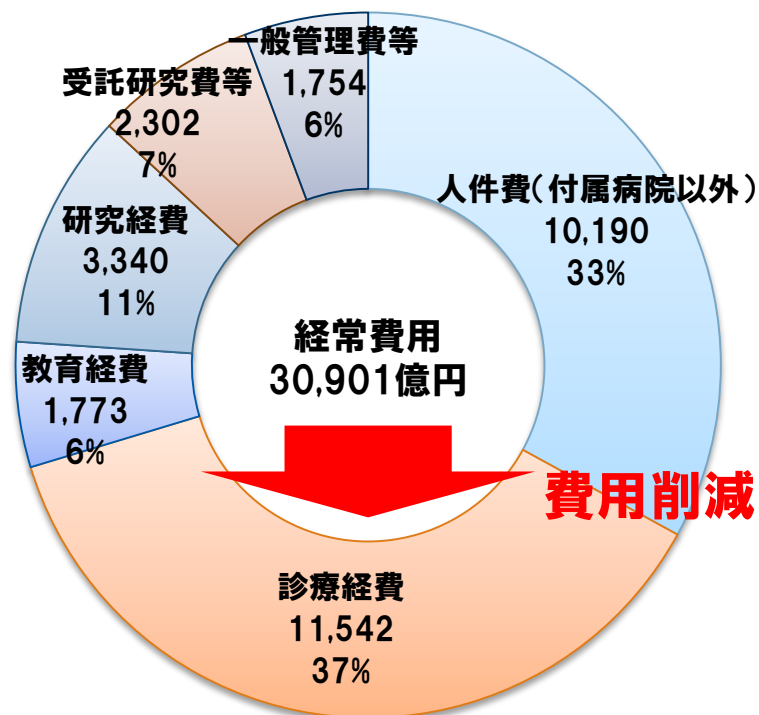 一般管理費等
1,754
6%
受託研究費等
2,302
7%
人件費（付属病院以外）
10,190
33%
研究経費
3,340
11%
経常費用
30,901億円
教育経費
1,773
6%
費用削減
診療経費
11,542
37%